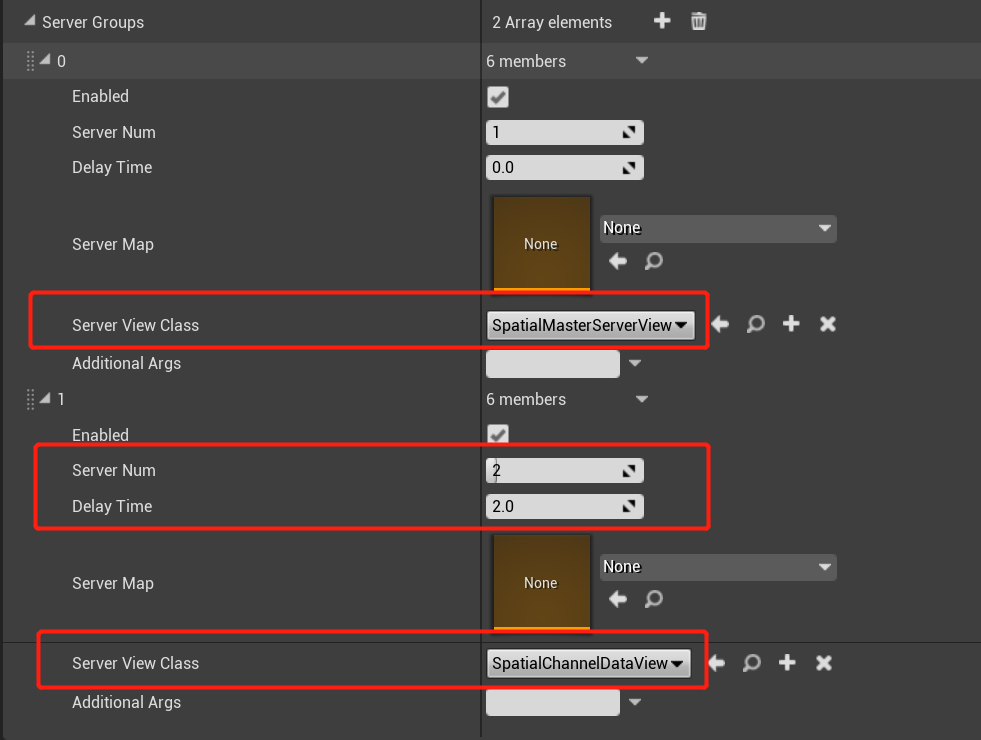 Server Groups 2 Array elements
0 6 members
Enabled
Server Num 1
Delay Time 0.0
Server Map None None
Server View Class SpatialMasterServerView
Additional Args
1 6 members
Enabled
Server Num 2
Delay Time 2.0
Server Map None None
Server View Class SpatialChannelDataView
Additional Args